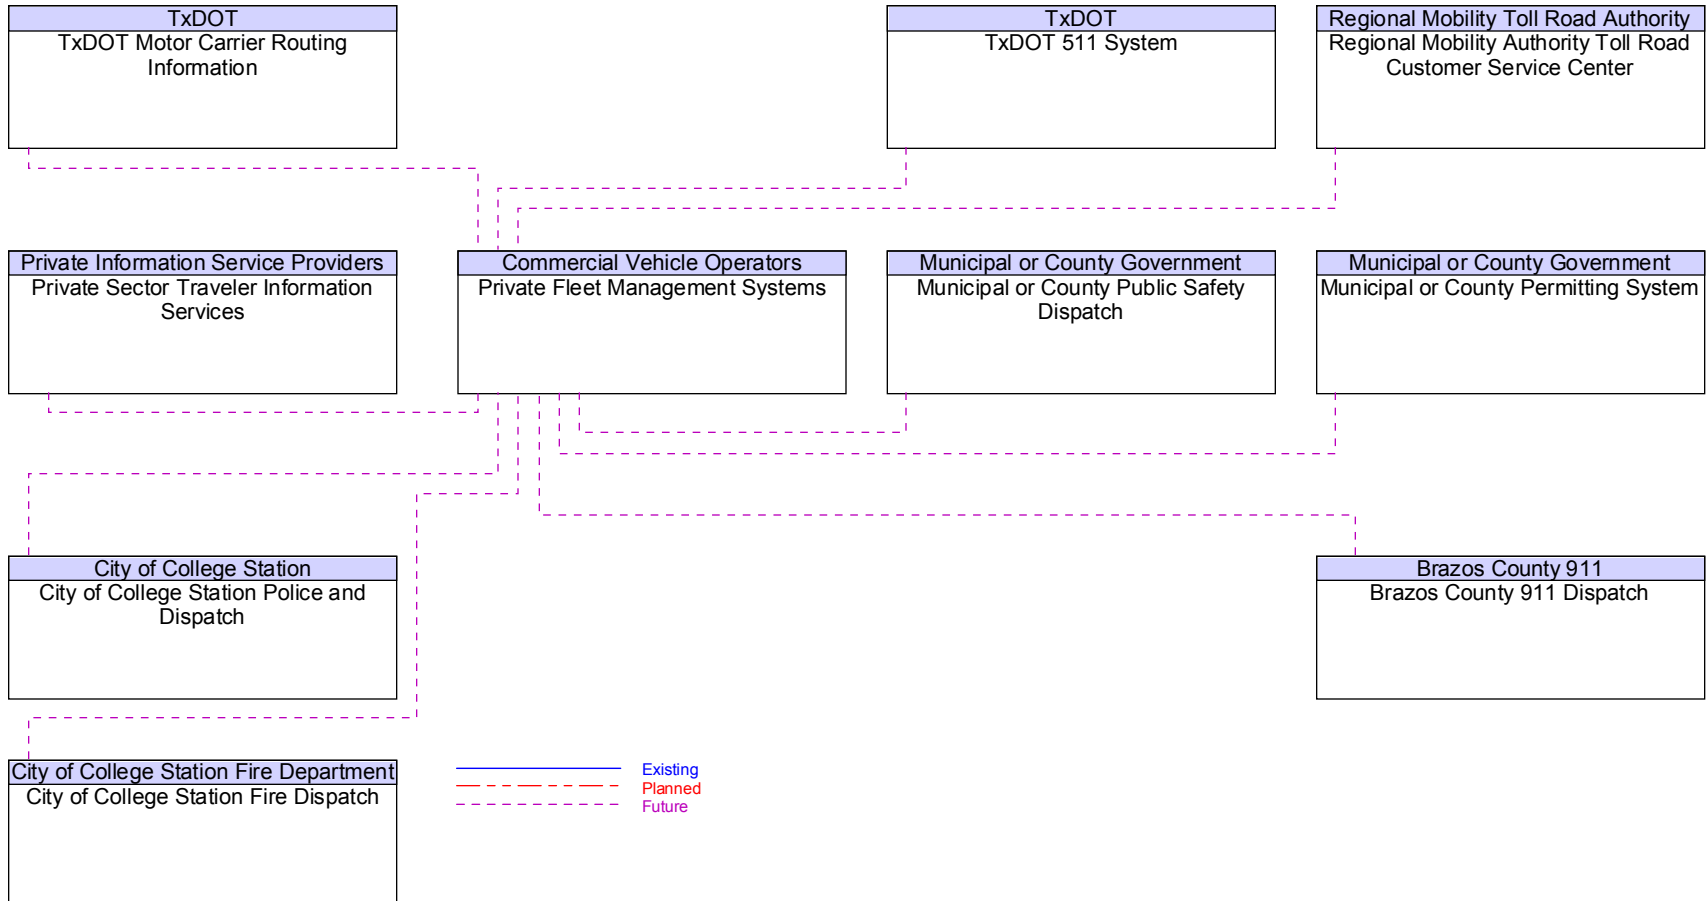 TxDOT
TxDOT Motor Carrier Routing
Information
TxDOT
TxDOT 511 System
Regional Mobility Toll Road Authority
Regional Mobility Authority Toll Road
Customer Service Center
Private Information Service Providers
Private Sector Traveler Information
Services
Commercial Vehicle Operators
Private Fleet Management Systems
Municipal or County Government
Municipal or County Public Safety
Dispatch
Municipal or County Government
Municipal or County Permitting System
City of College Station
City of College Station Police and
Dispatch
Brazos County 911
Brazos County 911 Dispatch
City of College Station Fire Department
City of College Station Fire Dispatch
Existing
Planned
Future